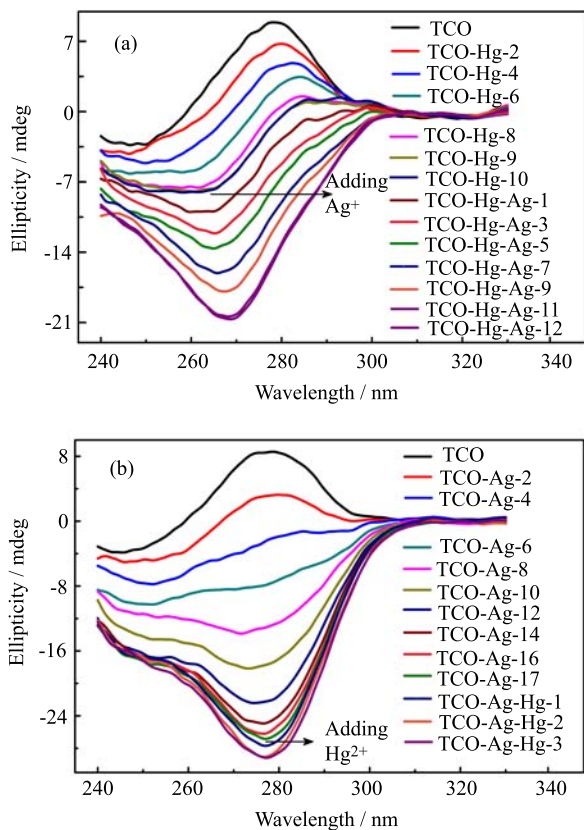 (a)
7
0
-7
-14
-21
Ellipticity / mdeg
TCO
TCO-Hg-2
TCO-Hg-4
TCO-Hg-6
TCO-Hg-8
TCO-Hg-9
TCO-Hg-10
TCO-Hg-Ag-1
TCO-Hg-Ag-3
TCO-Hg-Ag-5
TCO-Hg-Ag-7
TCO-Hg-Ag-9
TCO-Hg-Ag-11
TCO-Hg-Ag-12
Adding
Ag⁺
240 260 280 300 320 340
Wavelength / nm
(b)
8
0
-8
-16
-24
Ellipticity / mdeg
TCO
TCO-Ag-2
TCO-Ag-4
TCO-Ag-6
TCO-Ag-8
TCO-Ag-10
TCO-Ag-12
TCO-Ag-14
TCO-Ag-16
TCO-Ag-17
TCO-Ag-Hg-1
TCO-Ag-Hg-2
TCO-Ag-Hg-3
Adding
Hg²⁺
240 260 280 300 320 340
Wavelength / nm